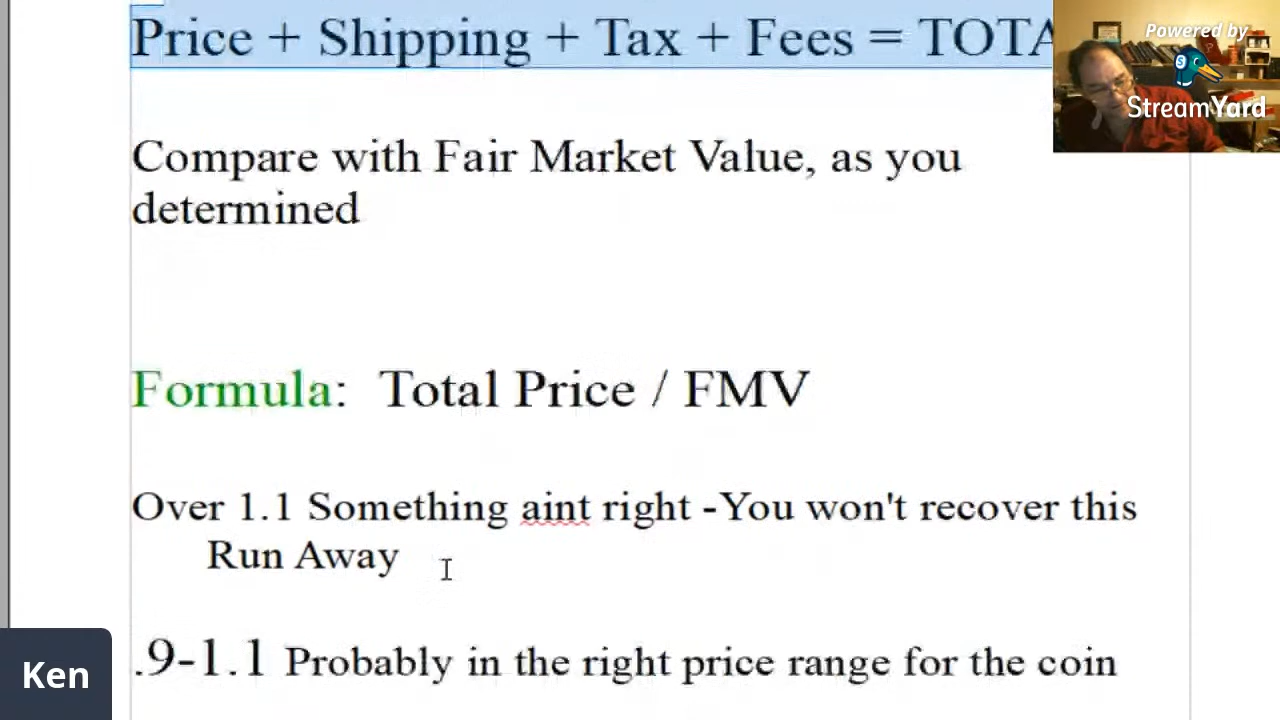 Price + Shipping + Tax + Fees = TOTA
Powered by
StreamYard
Compare with Fair Market Value, as you
determined
Formula: Total Price / FMV
Over 1.1 Something aint right -You won't recover this
Run Away
.9-1.1 Probably in the right price range for the coin
Ken